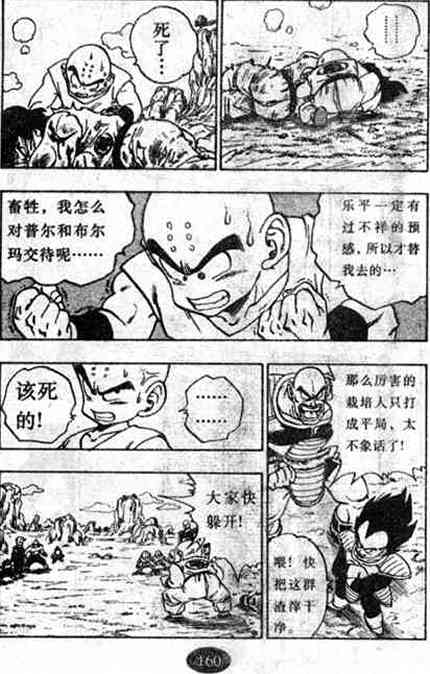 ………
死
了…
乐平一定有
过不祥的预
感，所以才替
我去的…
畜牲，我怎么
对普尔和布尔
玛交待呢……
那么厉害的
栽培人只打
成平局、太
不象话了!
喂！快
把这群
渣滓干
净。
……
……
该死
的!
大家快
躲开!
160